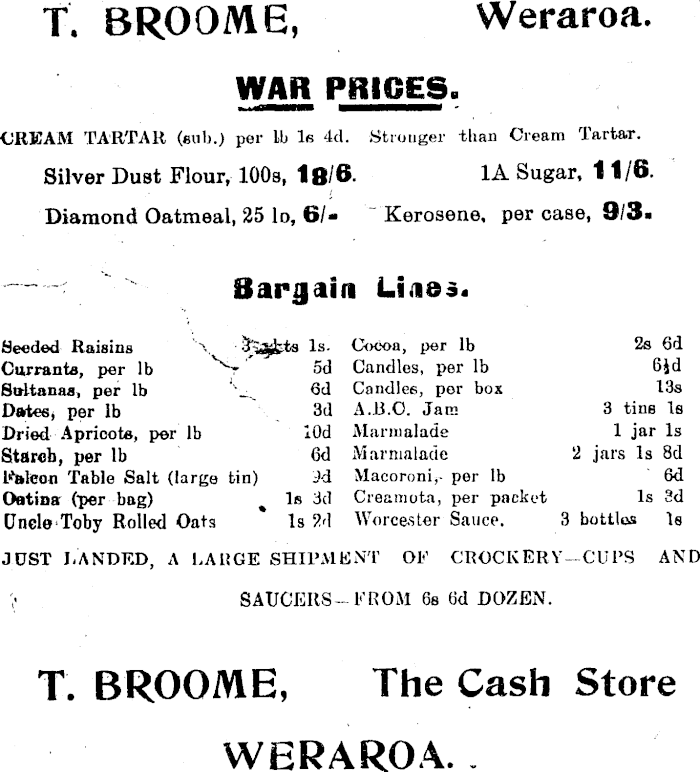 T. BROOME, Weraroa.
WAR PRICES.
CREAM TARTAR (sub.) per lb 1s 4d. Stronger than Cream Tartar.
Silver Dust Flour, 100s, 18/6. 1A Sugar, 11/6.
Diamond Oatmeal, 25 lo, 6/- Kerosene, per case, 9/3.
Bargain Lines.
Seeded Raisins 1s. Cocoa, per lb 2s 6d
Currants, per lb 5d Candles, per lb 6½d
Sultanas, per lb 6d Candles, per box 13s
Dates, per lb 3d A.B.C. Jam 3 tins 1s
Dried Apricots, per lb 10d Marmalade 1 jar 1s
Starch, per lb 6d Marmalade 2 jars 1s 8d
Falcon Table Salt (large tin) 9d Macoroni, per lb 6d
Oatina (per bag) 1s 3d Creamota, per packet 1s 3d
Uncle Toby Rolled Oats 1s 2d Worcester Sauce. 3 bottles 1s
JUST LANDED, A LARGE SHIPMENT OF CROCKERY—CUPS AND
SAUCERS—FROM 6s 6d DOZEN.
T. BROOME, The Cash Store
WERAROA.